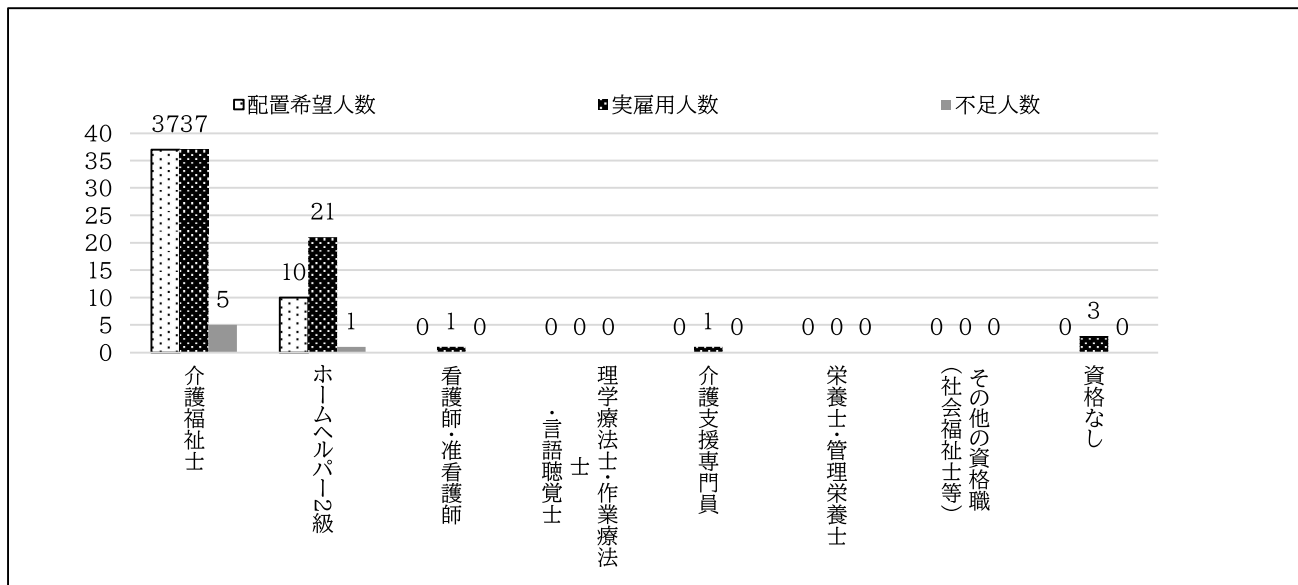 配置希望人数
実雇用人数
不足人数
40
35
30
25
20
15
10
5
0
37 37 5
10 21 1
0 1 0
0 0 0
0 1 0
0 0 0
0 0 0
0 3 0
介護福祉士
ホームヘルパー2級
看護師・准看護師
理学療法士・作業療法
士
・言語聴覚士
介護支援専門員
栄養士・管理栄養士
その他の資格職
（社会福祉士等）
資格なし